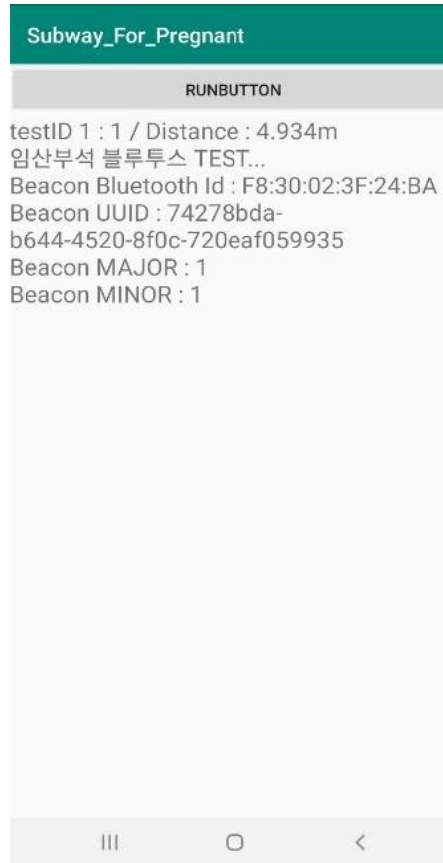 Subway_For_Pregnant
RUNBUTTON
testID 1 : 1 / Distance : 4.934m
임산부석 블루투스 TEST...
Beacon Bluetooth Id : F8:30:02:3F:24:BA
Beacon UUID : 74278bda-
b644-4520-8f0c-720eaf059935
Beacon MAJOR : 1
Beacon MINOR : 1